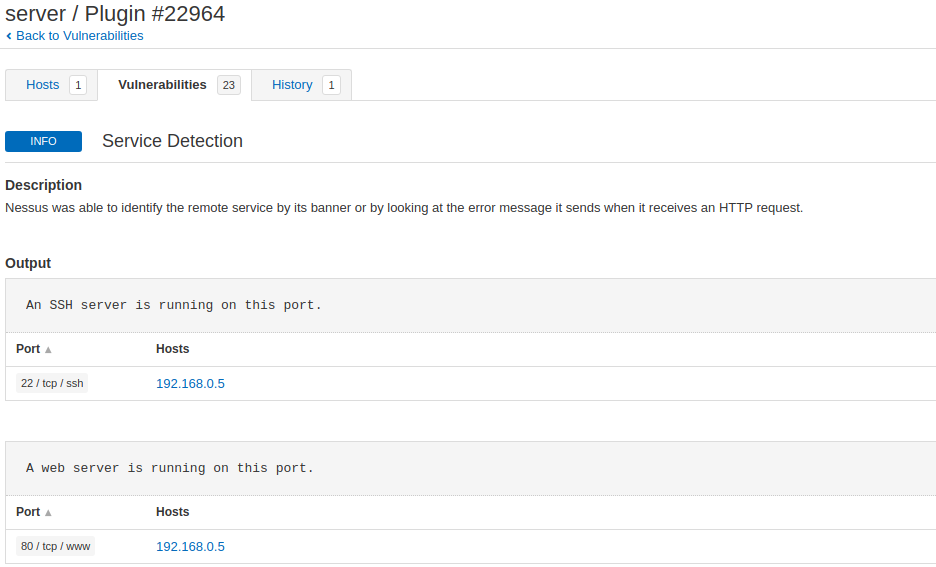 server / Plugin #22964
‹ Back to Vulnerabilities
Hosts 1 Vulnerabilities 23 History 1
INFO Service Detection
Description
Nessus was able to identify the remote service by its banner or by looking at the error message it sends when it receives an HTTP request.
Output
An SSH server is running on this port.
Port ▲ Hosts
22 / tcp / ssh 192.168.0.5
A web server is running on this port.
Port ▲ Hosts
80 / tcp / www 192.168.0.5